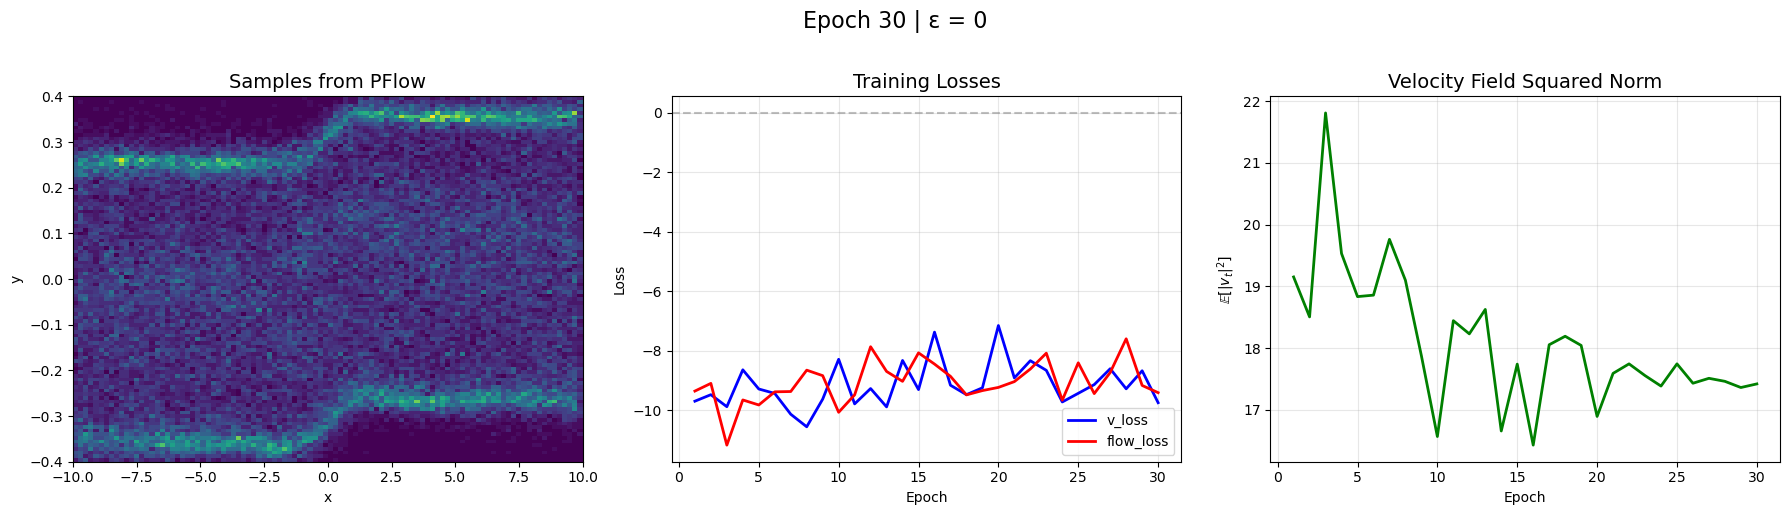 Epoch 30 | ε = 0
Samples from PFlow
0.4
0.3
0.2
0.1
0.0
−0.1
−0.2
−0.3
−0.4
y
−10.0 −7.5 −5.0 −2.5 0.0 2.5 5.0 7.5 10.0
x
Training Losses
0
−2
−4
−6
−8
−10
Loss
v_loss
flow_loss
0 5 10 15 20 25 30
Epoch
Velocity Field Squared Norm
22
21
20
19
18
17
𝔼[|v_t|²]
0 5 10 15 20 25 30
Epoch